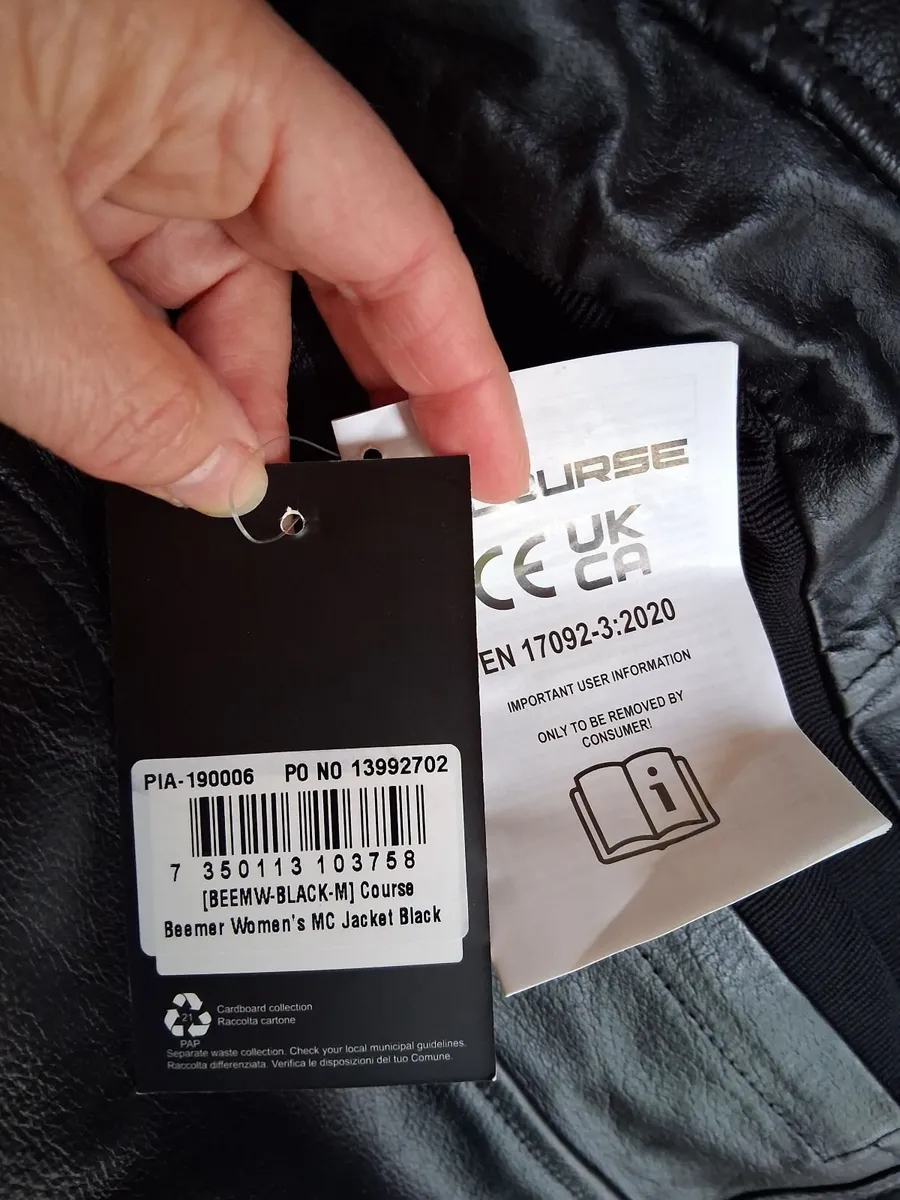 PIA-190006 PO NO 13992702
7 350113 103758
[BEEMW-BLACK-M] Course
Beemer Women's MC Jacket Black
21
PAP
Cardboard collection
Raccolta cartone
Separate waste collection. Check your local municipal guidelines.
Raccolta differenziata. Verifica le disposizioni del tuo Comune.
COURSE
CE UK
CA
EN 17092-3:2020
IMPORTANT USER INFORMATION
ONLY TO BE REMOVED BY
CONSUMER!
i